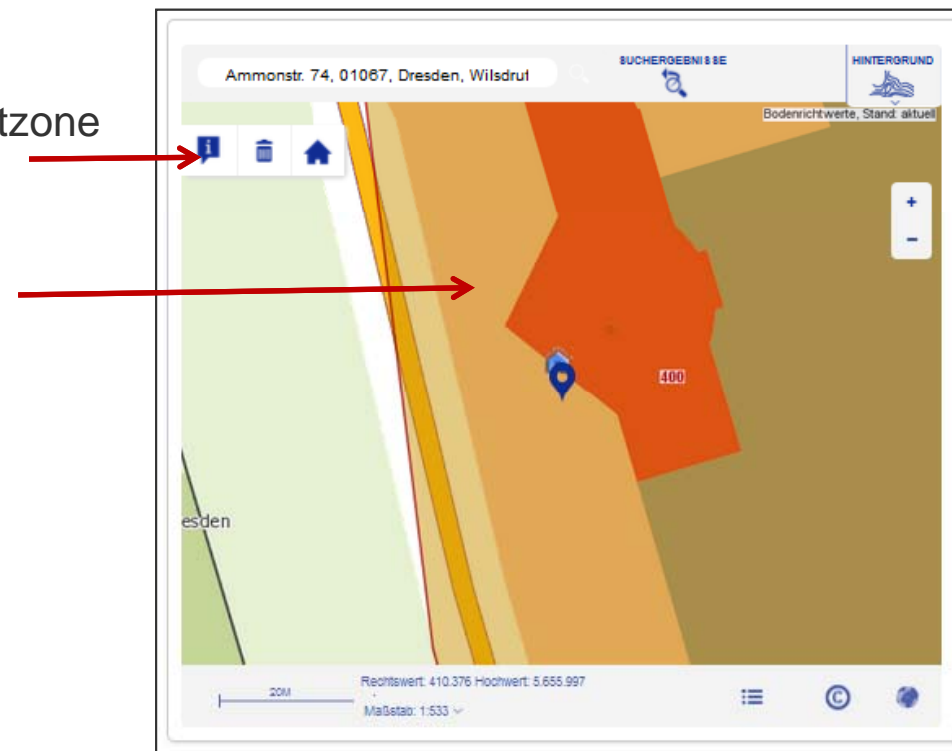 tzone
Ammonstr. 74, 01067, Dresden, Wilsdruf
SUCHERGEBNISSE
HINTERGRUND
Bodenrichtwerte, Stand: aktuell
i
+
−
400
esden
20M
Rechtswert: 410.376 Hochwert: 5.655.997
Maßstab: 1:533
©